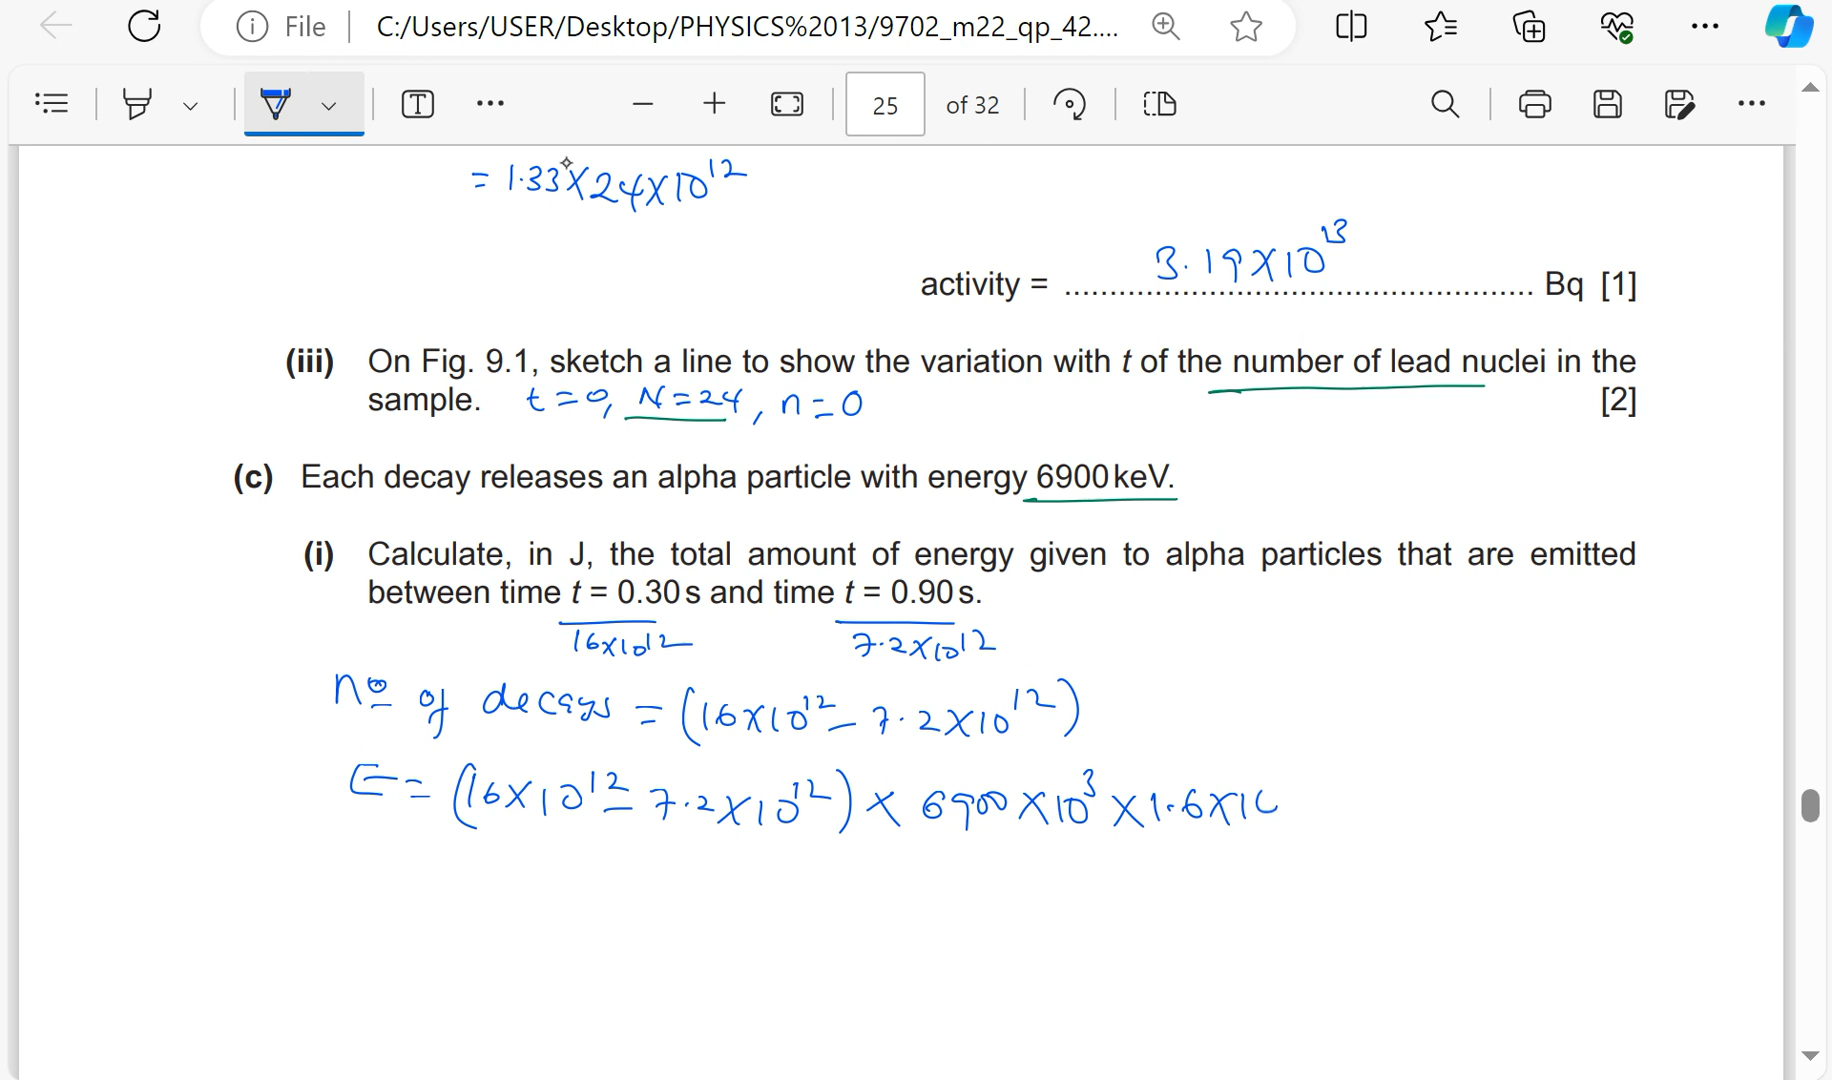 File
C:/Users/USER/Desktop/PHYSICS%2013/9702_m22_qp_42....
25 of 32
= 1.33 × 24 × 10^12
activity = 3.19 × 10^13 Bq [1]
(iii) On Fig. 9.1, sketch a line to show the variation with t of the number of lead nuclei in the
sample. t = 0, N = 24, n = 0 [2]
(c) Each decay releases an alpha particle with energy 6900 keV.
(i) Calculate, in J, the total amount of energy given to alpha particles that are emitted
between time t = 0.30 s and time t = 0.90 s.
16×10^12 7.2×10^12
nº of decays = (16×10^12 − 7.2×10^12)
E = (16×10^12 − 7.2×10^12) × 6900 × 10^3 × 1.6×1